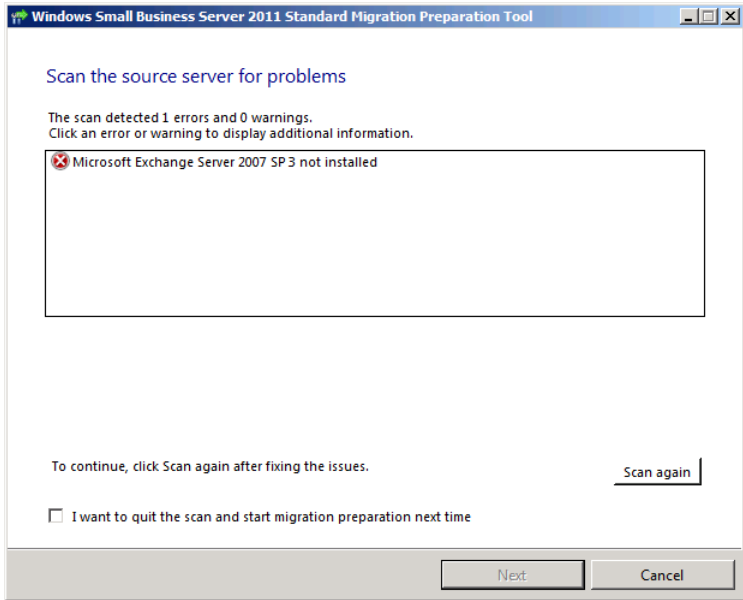 Windows Small Business Server 2011 Standard Migration Preparation Tool
Scan the source server for problems
The scan detected 1 errors and 0 warnings.
Click an error or warning to display additional information.
Microsoft Exchange Server 2007 SP3 not installed
To continue, click Scan again after fixing the issues.
Scan again
I want to quit the scan and start migration preparation next time
Next
Cancel